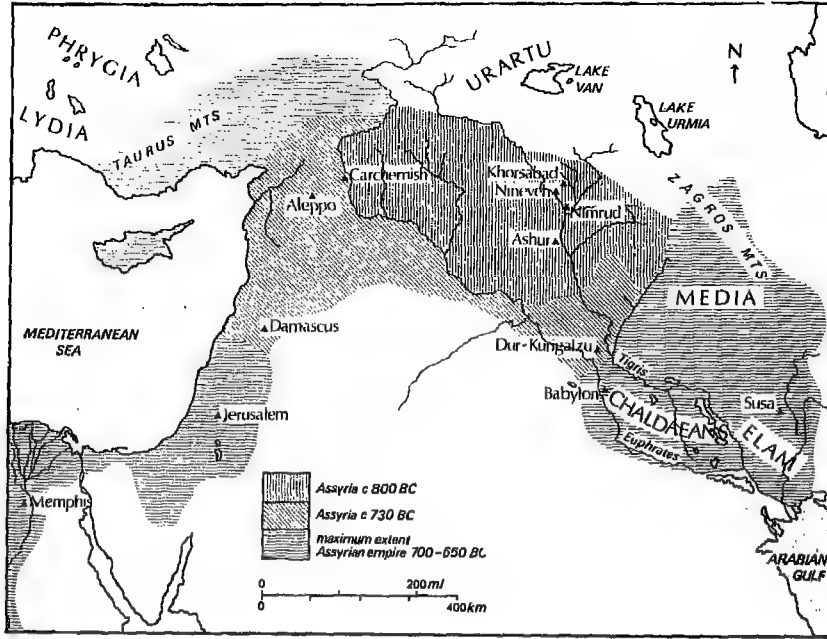 PHRYGIA
LYDIA
TAURUS MTS
URARTU
LAKE
VAN
N
LAKE
URMIA
ZAGROS MTS
Carchemish
Khorsabad
Nineveh
Nimrud
Aleppo
Ashur
MEDIA
MEDITERRANEAN
SEA
Damascus
Dur-Kurigalzu
Tigris
Babylon
CHALDAEANS
Susa
ELAM
Jerusalem
Euphrates
Memphis
Assyria c 800 BC
Assyria c 730 BC
maximum extent
Assyrian empire 700-650 BC
0 200 ml
0 400 km
ARABIAN
GULF